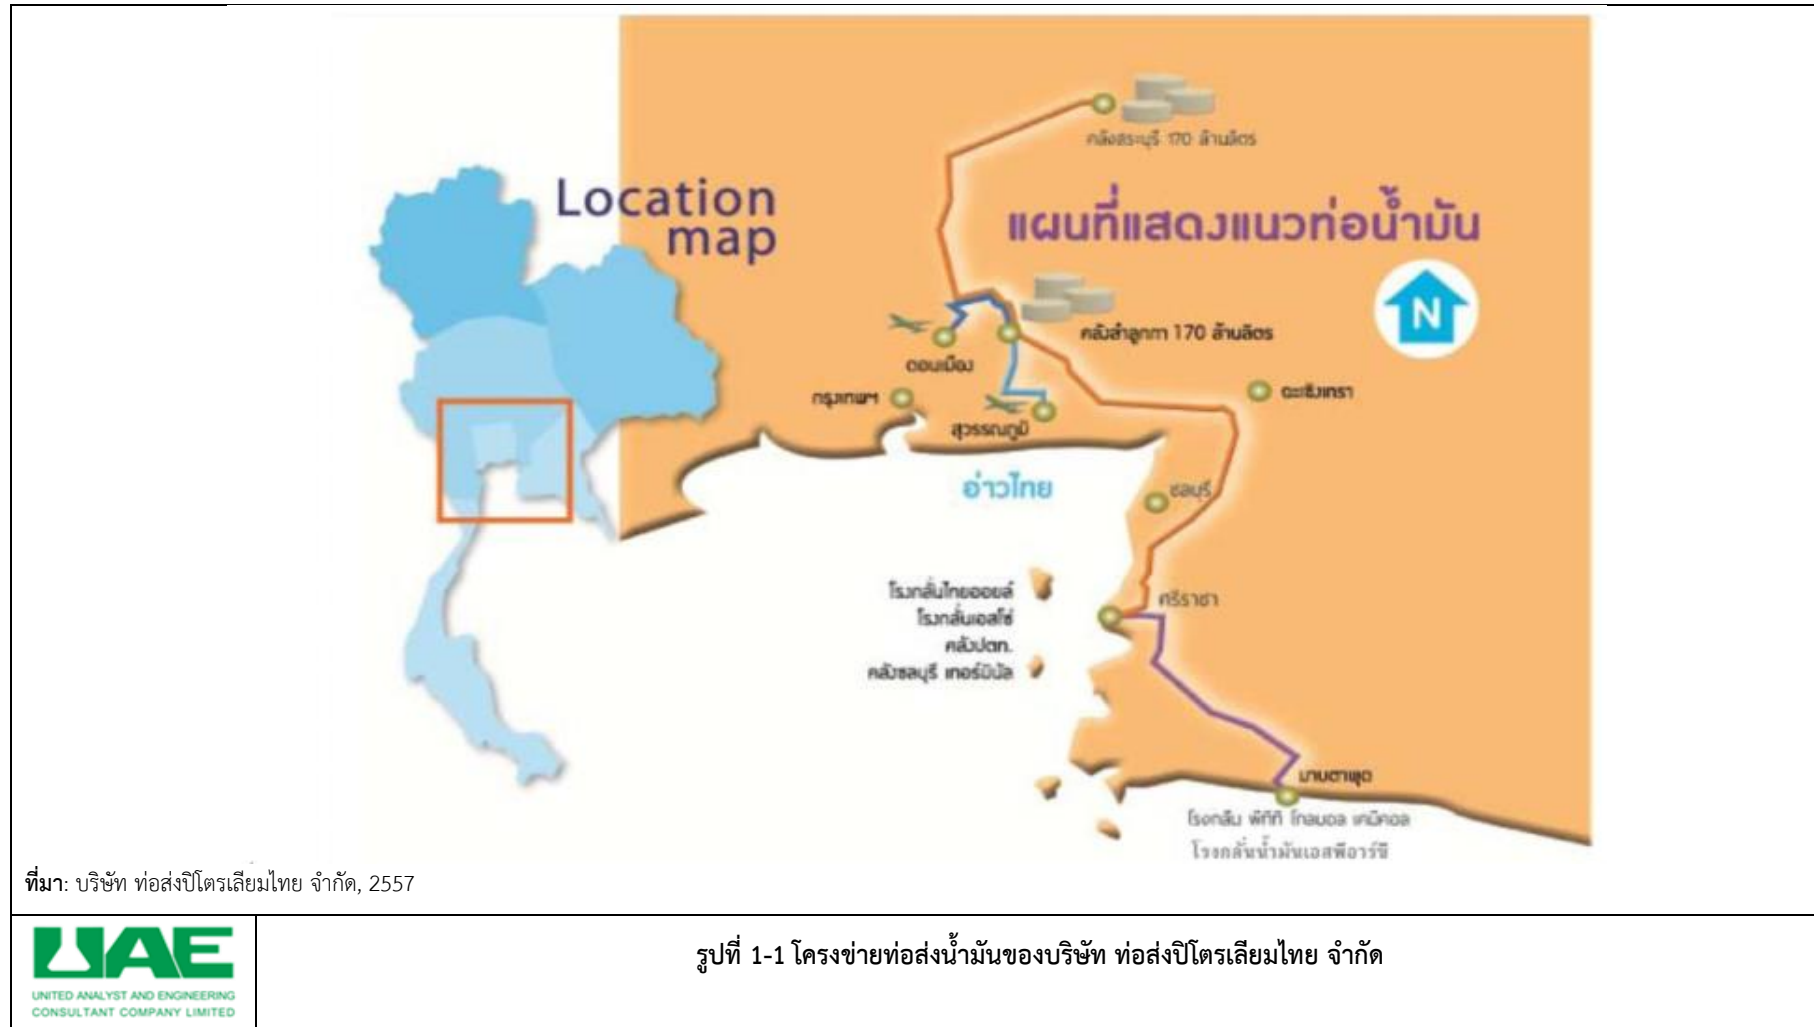 Location
map
คลังสระบุรี 170 ล้านลิตร
แผนที่แสดงแนวท่อน้ำมัน
N
คลังลำลูกกา 170 ล้านลิตร
ดอนเมือง
ฉะเชิงเทรา
กรุงเทพฯ
สุวรรณภูมิ
อ่าวไทย
ชลบุรี
โรงกลั่นไทยออยล์
โรงกลั่นเอสโซ่
คลังปตท.
คลังชลบุรี เทอร์มินัล
ศรีราชา
มาบตาพุด
โรงกลั่น พีทีที โกลบอล เคมิคอล
โรงกลั่นน้ำมันเอสพีอาร์ซี
ที่มา: บริษัท ท่อส่งปิโตรเลียมไทย จำกัด, 2557
UAE
UNITED ANALYST AND ENGINEERING
CONSULTANT COMPANY LIMITED
รูปที่ 1-1 โครงข่ายท่อส่งน้ำมันของบริษัท ท่อส่งปิโตรเลียมไทย จำกัด